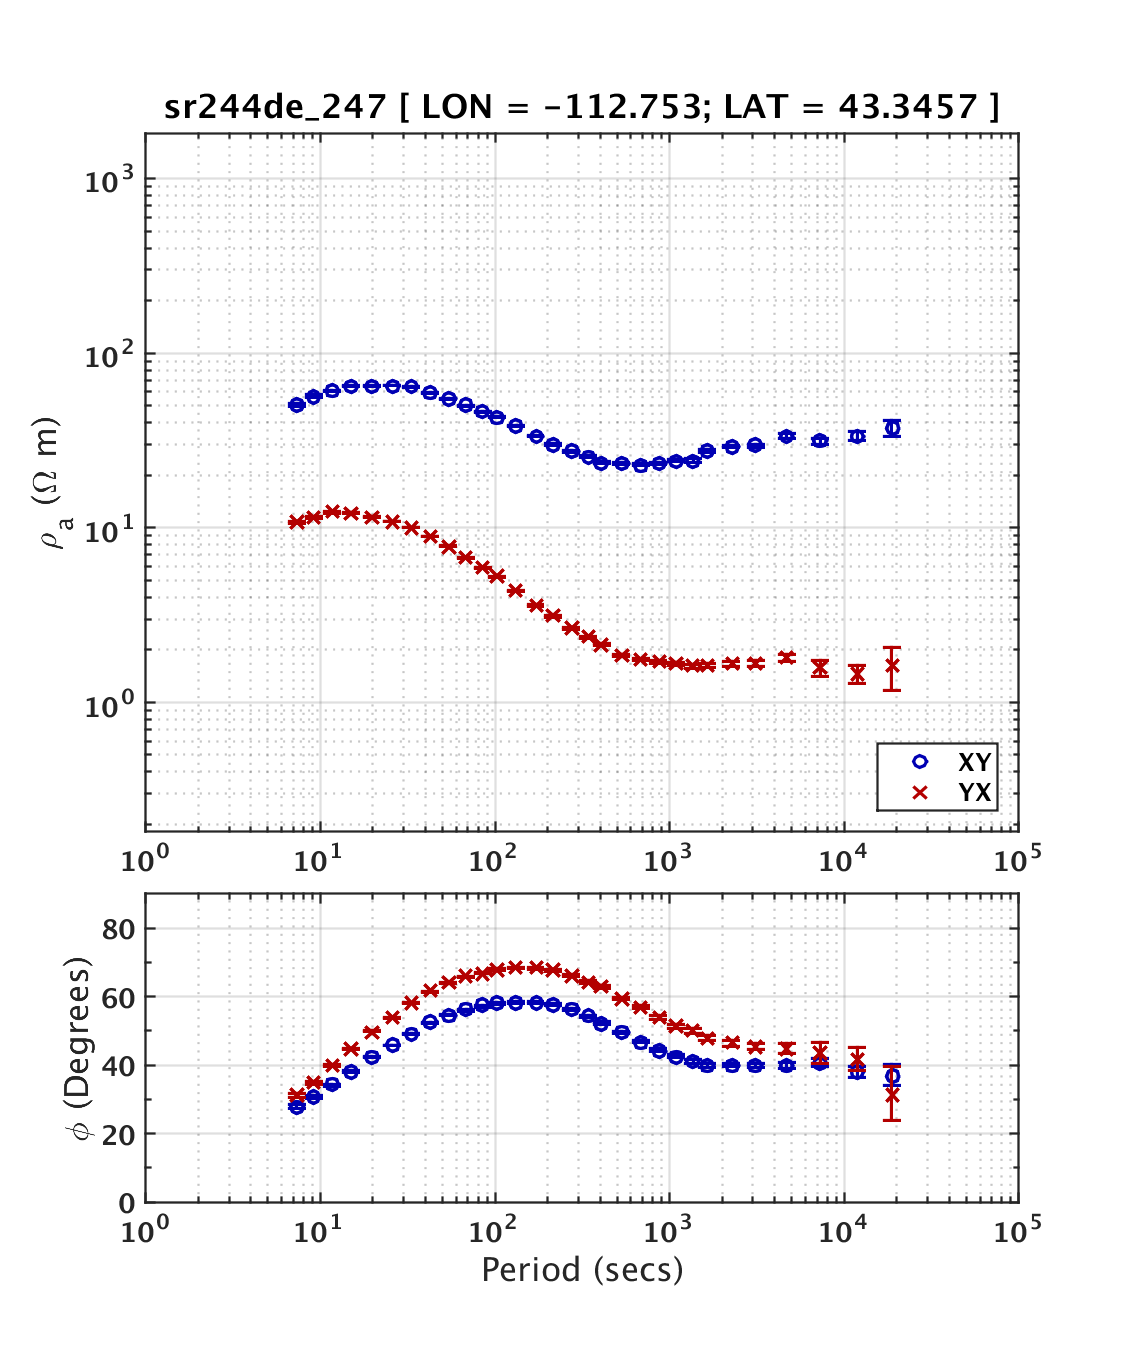 sr244de_247 [ LON = -112.753; LAT = 43.3457 ]
10^3
10^2
10^1
10^0
ρ_a (Ω m)
XY
YX
10^0 10^1 10^2 10^3 10^4 10^5
80
60
40
20
0
ϕ (Degrees)
10^0 10^1 10^2 10^3 10^4 10^5
Period (secs)